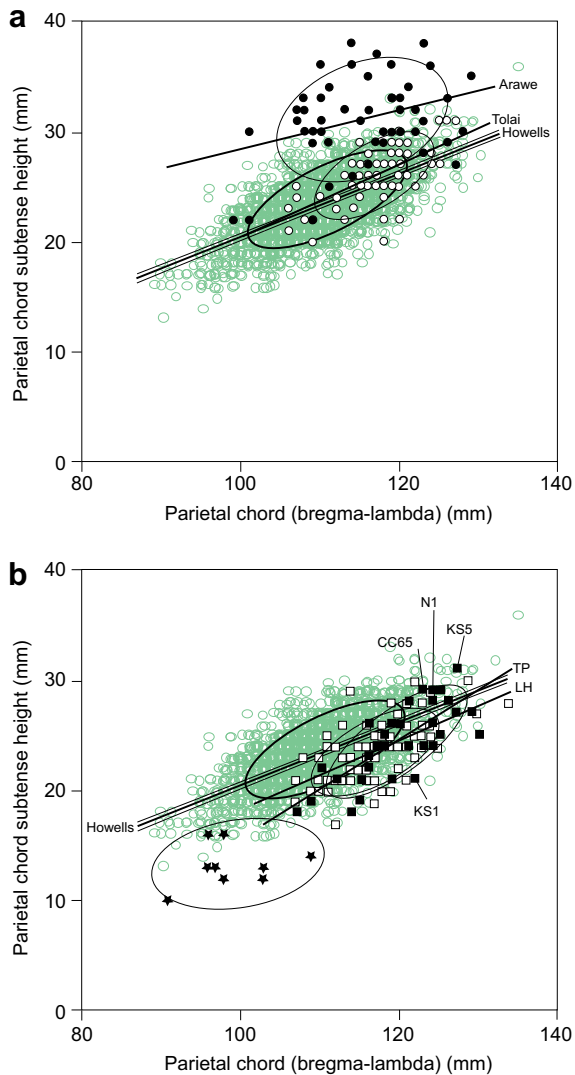 a
40
30
20
10
0
Parietal chord subtense height (mm)
Arawe
Tolai
Howells
80 100 120 140
Parietal chord (bregma-lambda) (mm)
b
40
30
20
10
0
Parietal chord subtense height (mm)
N1
CC65 KS5
TP
LH
KS1
Howells
80 100 120 140
Parietal chord (bregma-lambda) (mm)